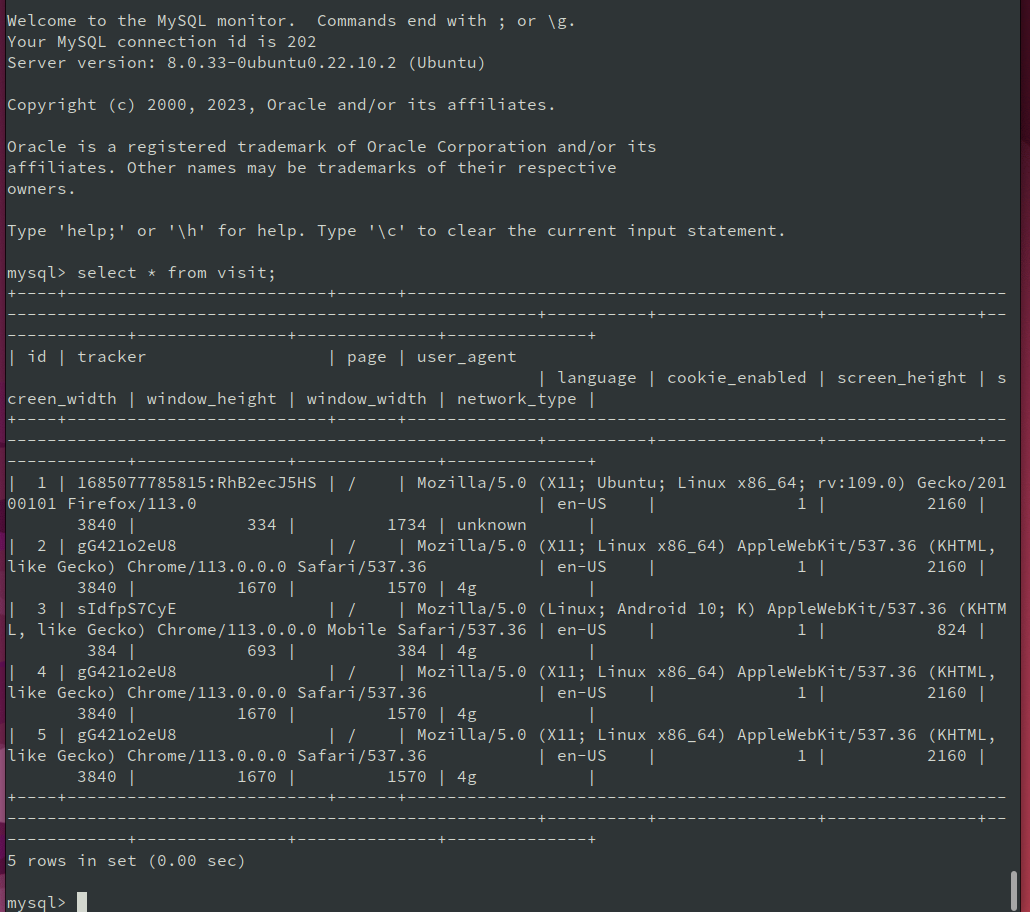 Welcome to the MySQL monitor.  Commands end with ; or \g.
Your MySQL connection id is 202
Server version: 8.0.33-0ubuntu0.22.10.2 (Ubuntu)
Copyright (c) 2000, 2023, Oracle and/or its affiliates.
Oracle is a registered trademark of Oracle Corporation and/or its
affiliates. Other names may be trademarks of their respective
owners.
Type 'help;' or '\h' for help. Type '\c' to clear the current input statement.
mysql> select * from visit;
+----+--------------------------+------+------------------------------------------------------------
-----------------------------------------------------+----------+----------------+---------------+--
------------+---------------+--------------+--------------+
| id | tracker                  | page | user_agent
                                                     | language | cookie_enabled | screen_height | s
creen_width | window_height | window_width | network_type |
+----+--------------------------+------+------------------------------------------------------------
-----------------------------------------------------+----------+----------------+---------------+--
------------+---------------+--------------+--------------+
|  1 | 1685077785815:RhB2ecJ5HS | /    | Mozilla/5.0 (X11; Ubuntu; Linux x86_64; rv:109.0) Gecko/201
00101 Firefox/113.0                                  | en-US    |              1 |          2160 |
       3840 |           334 |         1734 | unknown      |
|  2 | gG421o2eU8               | /    | Mozilla/5.0 (X11; Linux x86_64) AppleWebKit/537.36 (KHTML,
like Gecko) Chrome/113.0.0.0 Safari/537.36           | en-US    |              1 |          2160 |
       3840 |          1670 |         1570 | 4g           |
|  3 | sIdfpS7CyE               | /    | Mozilla/5.0 (Linux; Android 10; K) AppleWebKit/537.36 (KHTM
L, like Gecko) Chrome/113.0.0.0 Mobile Safari/537.36 | en-US    |              1 |           824 |
        384 |           693 |          384 | 4g           |
|  4 | gG421o2eU8               | /    | Mozilla/5.0 (X11; Linux x86_64) AppleWebKit/537.36 (KHTML,
like Gecko) Chrome/113.0.0.0 Safari/537.36           | en-US    |              1 |          2160 |
       3840 |          1670 |         1570 | 4g           |
|  5 | gG421o2eU8               | /    | Mozilla/5.0 (X11; Linux x86_64) AppleWebKit/537.36 (KHTML,
like Gecko) Chrome/113.0.0.0 Safari/537.36           | en-US    |              1 |          2160 |
       3840 |          1670 |         1570 | 4g           |
+----+--------------------------+------+------------------------------------------------------------
-----------------------------------------------------+----------+----------------+---------------+--
------------+---------------+--------------+--------------+
5 rows in set (0.00 sec)
mysql>